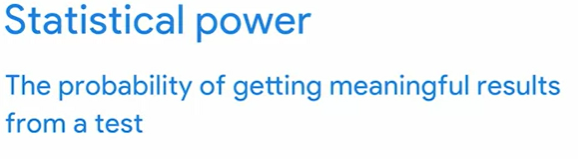 Statistical power
The probability of getting meaningful results
from a test